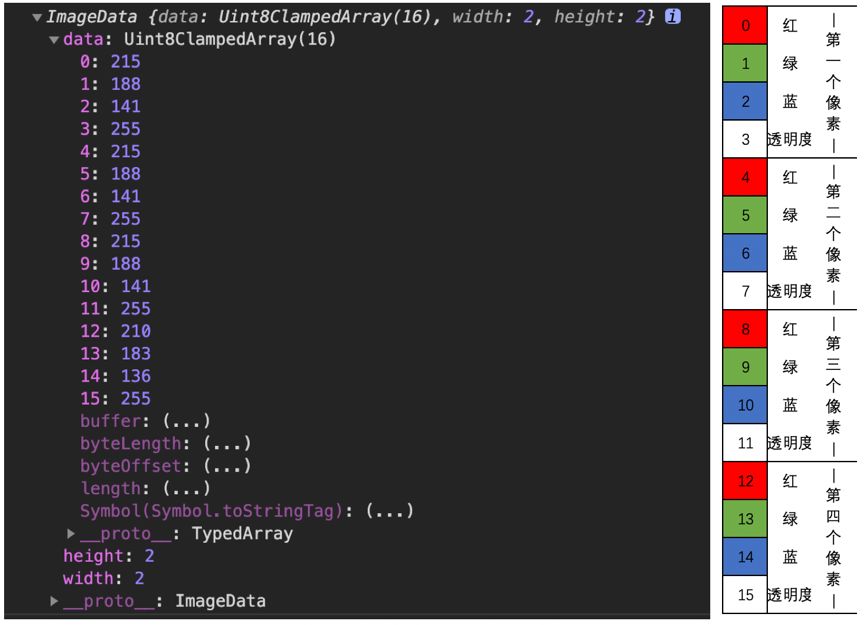 ▼ImageData {data: Uint8ClampedArray(16), width: 2, height: 2} i
▼data: Uint8ClampedArray(16)
0: 215
1: 188
2: 141
3: 255
4: 215
5: 188
6: 141
7: 255
8: 215
9: 188
10: 141
11: 255
12: 210
13: 183
14: 136
15: 255
buffer: (...)
byteLength: (...)
byteOffset: (...)
length: (...)
Symbol(Symbol.toStringTag): (...)
▶__proto__: TypedArray
height: 2
width: 2
▶__proto__: ImageData
0 红
1 绿
2 蓝
3 透明度
|第一个像素|
4 红
5 绿
6 蓝
7 透明度
|第二个像素|
8 红
9 绿
10 蓝
11 透明度
|第三个像素|
12 红
13 绿
14 蓝
15 透明度
|第四个像素|